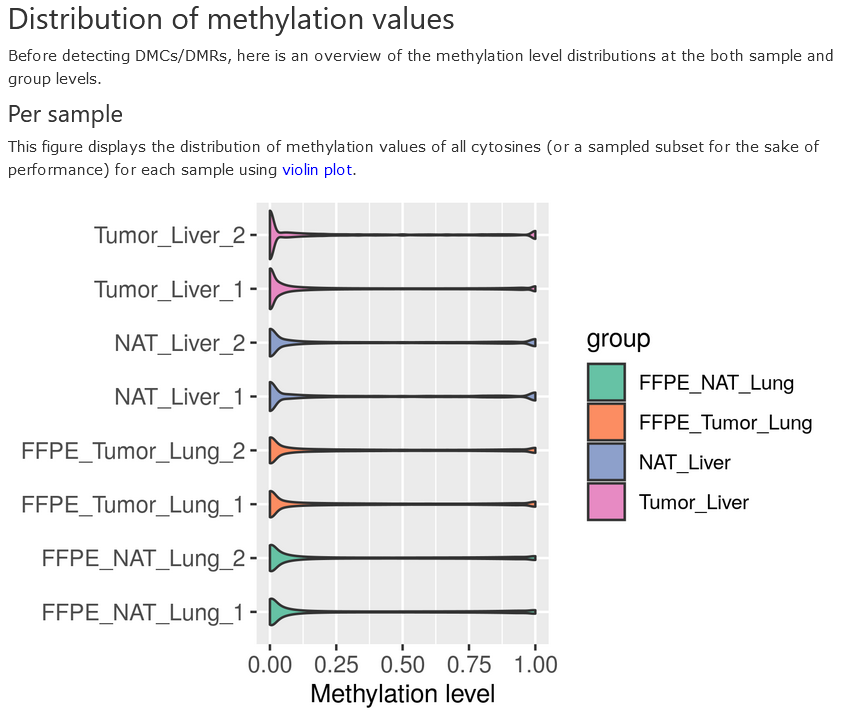 Distribution of methylation values
Before detecting DMCs/DMRs, here is an overview of the methylation level distributions at the both sample and
group levels.
Per sample
This figure displays the distribution of methylation values of all cytosines (or a sampled subset for the sake of
performance) for each sample using violin plot.
Tumor_Liver_2
Tumor_Liver_1
NAT_Liver_2
NAT_Liver_1
FFPE_Tumor_Lung_2
FFPE_Tumor_Lung_1
FFPE_NAT_Lung_2
FFPE_NAT_Lung_1
0.00 0.25 0.50 0.75 1.00
Methylation level
group
FFPE_NAT_Lung
FFPE_Tumor_Lung
NAT_Liver
Tumor_Liver